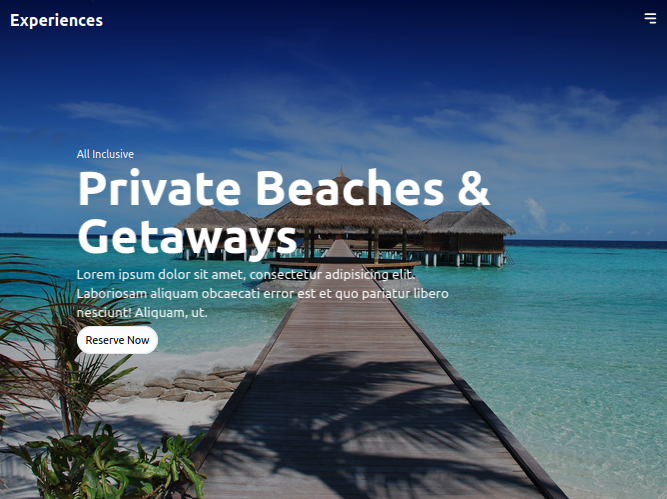 Experiences
All Inclusive
Private Beaches &
Getaways
Lorem ipsum dolor sit amet, consectetur adipisicing elit.
Laboriosam aliquam obcaecati error est et quo pariatur libero
nesciunt! Aliquam, ut.
Reserve Now